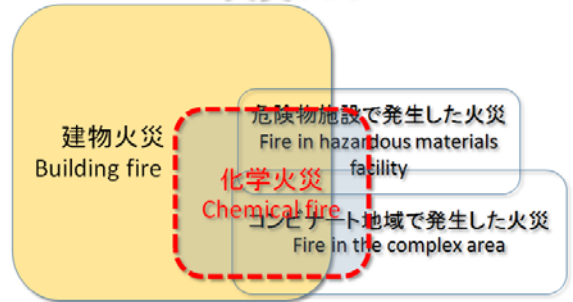 建物火災
Building fire
危険物施設で発生した火災
Fire in hazardous materials
facility
化学火災
Chemical fire
コンビナート地域で発生した火災
Fire in the complex area